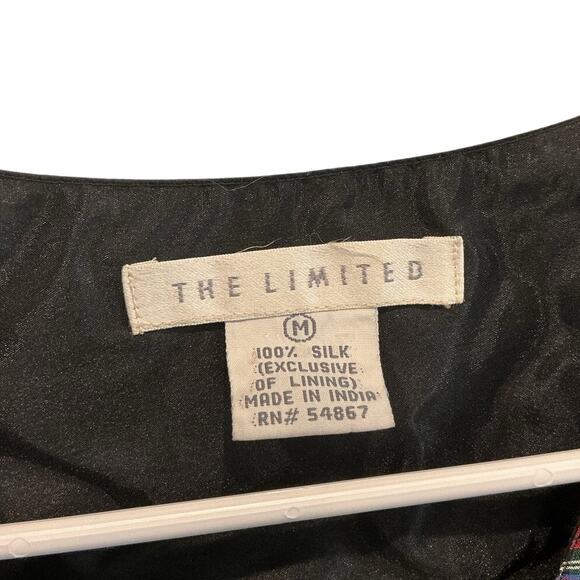 THE LIMITED
M
100% SILK
(EXCLUSIVE
OF LINING)
MADE IN INDIA
RN# 54867